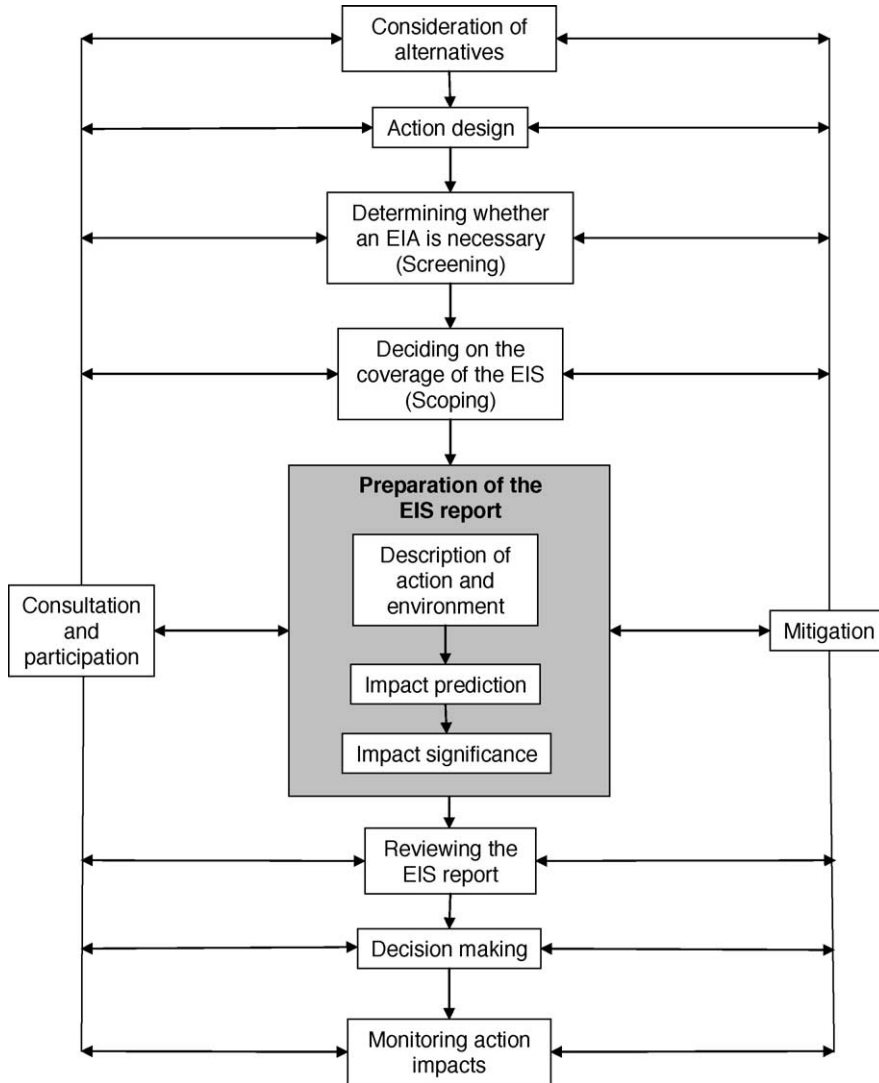 Consideration of
alternatives
Action design
Determining whether
an EIA is necessary
(Screening)
Deciding on the
coverage of the EIS
(Scoping)
Preparation of the
EIS report
Description of
action and
environment
Consultation
and
participation
Mitigation
Impact prediction
Impact significance
Reviewing the
EIS report
Decision making
Monitoring action
impacts